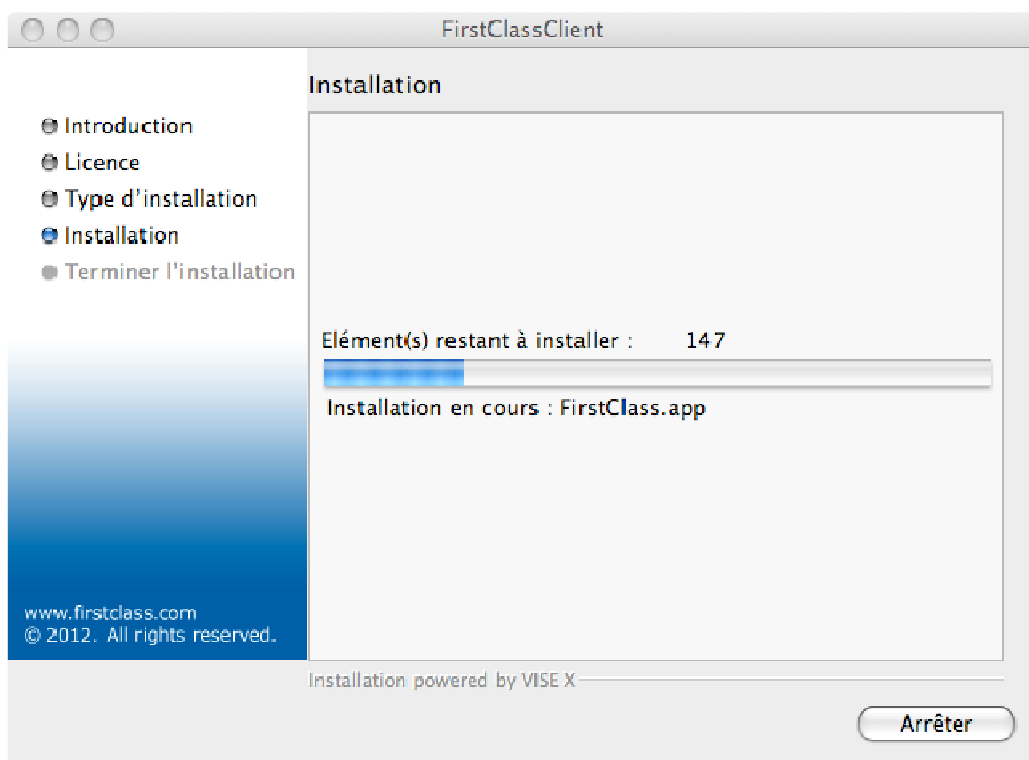 FirstClassClient
Installation
Introduction
Licence
Type d'installation
Installation
Terminer l'installation
Elément(s) restant à installer : 147
Installation en cours : FirstClass.app
www.firstclass.com
© 2012. All rights reserved.
Installation powered by VISE X
Arrêter